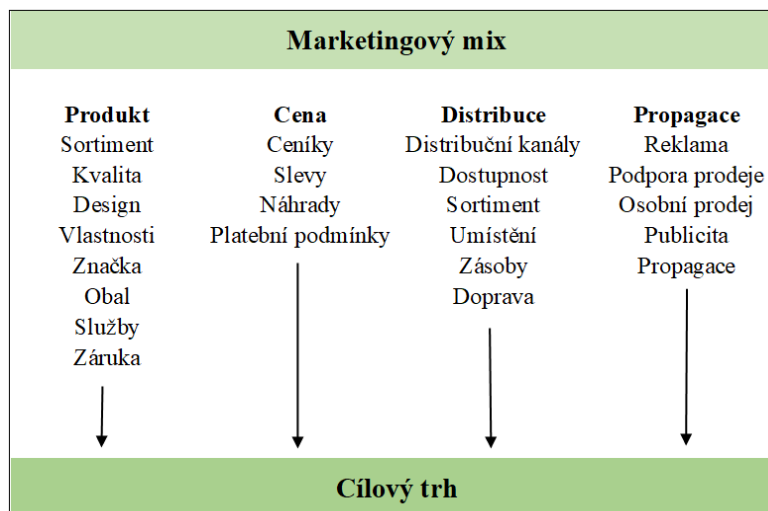 Marketingový mix
Produkt
Sortiment
Kvalita
Design
Vlastnosti
Značka
Obal
Služby
Záruka
Cena
Ceníky
Slevy
Náhrady
Platební podmínky
Distribuce
Distribuční kanály
Dostupnost
Sortiment
Umístění
Zásoby
Doprava
Propagace
Reklama
Podpora prodeje
Osobní prodej
Publicita
Propagace
Cílový trh